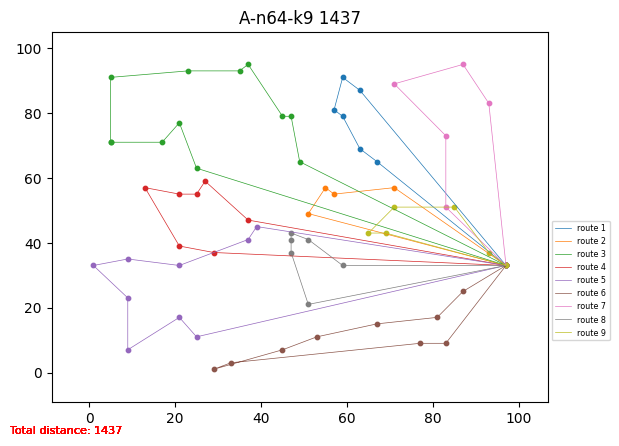 A-n64-k9 1437
100
80
60
40
20
0
0 20 40 60 80 100
route 1
route 2
route 3
route 4
route 5
route 6
route 7
route 8
route 9
Total distance: 1437